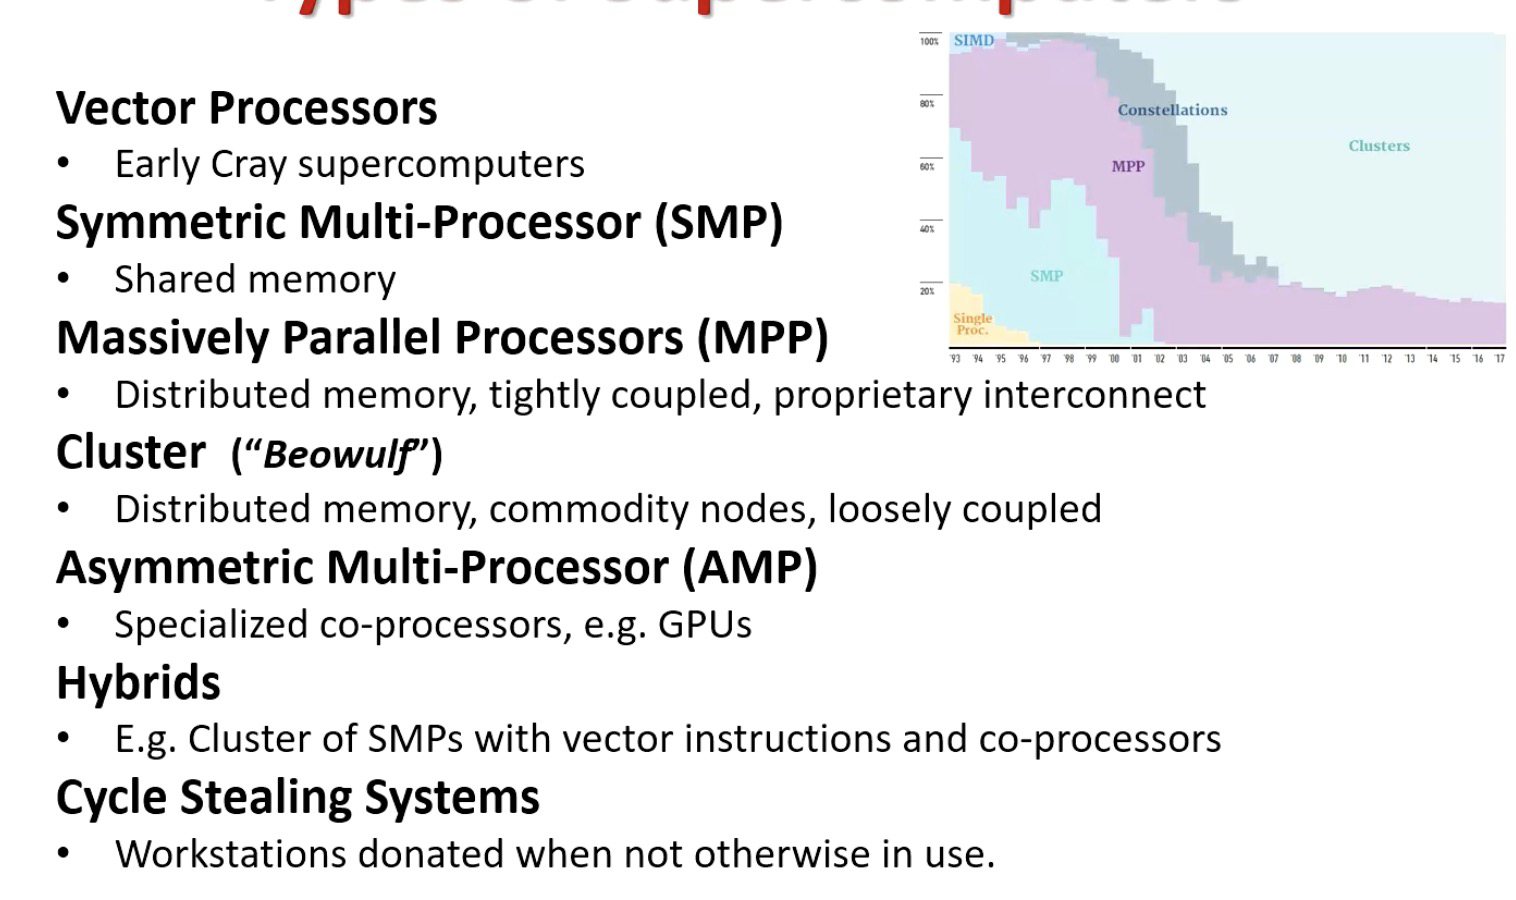 Types of Supercomputers
Vector Processors
• Early Cray supercomputers
Symmetric Multi-Processor (SMP)
• Shared memory
Massively Parallel Processors (MPP)
• Distributed memory, tightly coupled, proprietary interconnect
Cluster (“Beowulf”)
• Distributed memory, commodity nodes, loosely coupled
Asymmetric Multi-Processor (AMP)
• Specialized co-processors, e.g. GPUs
Hybrids
• E.g. Cluster of SMPs with vector instructions and co-processors
Cycle Stealing Systems
• Workstations donated when not otherwise in use.
100%
80%
60%
40%
20%
SIMD
Constellations
Clusters
MPP
SMP
Single
Proc.
'93 '94 '95 '96 '97 '98 '99 '00 '01 '02 '03 '04 '05 '06 '07 '08 '09 '10 '11 '12 '13 '14 '15 '16 '17